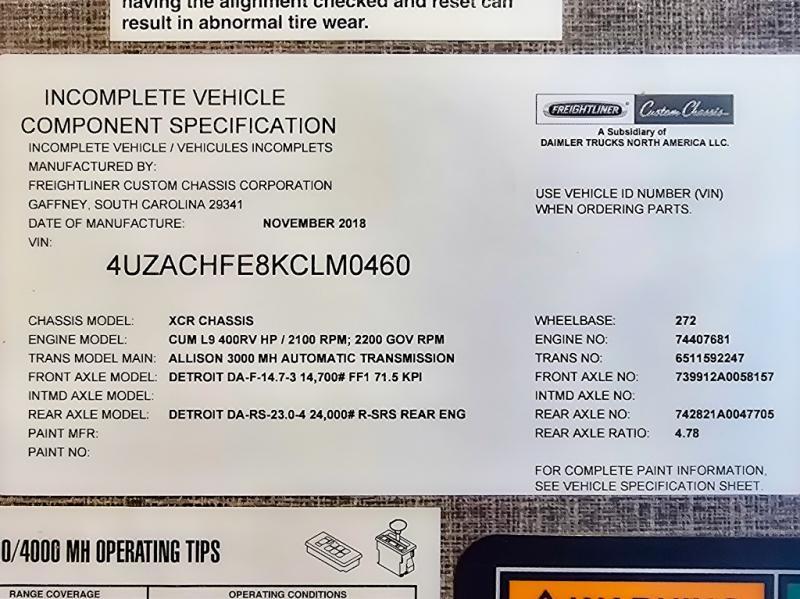 having the alignment checked and reset can
result in abnormal tire wear.
INCOMPLETE VEHICLE
COMPONENT SPECIFICATION
INCOMPLETE VEHICLE / VEHICULES INCOMPLETS
MANUFACTURED BY:
FREIGHTLINER CUSTOM CHASSIS CORPORATION
GAFFNEY, SOUTH CAROLINA 29341
DATE OF MANUFACTURE: NOVEMBER 2018
VIN:
4UZACHFE8KCLM0460
FREIGHTLINER Custom Chassis
A Subsidiary of
DAIMLER TRUCKS NORTH AMERICA LLC.
USE VEHICLE ID NUMBER (VIN)
WHEN ORDERING PARTS.
CHASSIS MODEL: XCR CHASSIS
ENGINE MODEL: CUM L9 400RV HP / 2100 RPM; 2200 GOV RPM
TRANS MODEL MAIN: ALLISON 3000 MH AUTOMATIC TRANSMISSION
FRONT AXLE MODEL: DETROIT DA-F-14.7-3 14,700# FF1 71.5 KPI
INTMD AXLE MODEL:
REAR AXLE MODEL: DETROIT DA-RS-23.0-4 24,000# R-SRS REAR ENG
PAINT MFR:
PAINT NO:
WHEELBASE: 272
ENGINE NO: 74407681
TRANS NO: 6511592247
FRONT AXLE NO: 739912A0058157
INTMD AXLE NO:
REAR AXLE NO: 742821A0047705
REAR AXLE RATIO: 4.78
FOR COMPLETE PAINT INFORMATION,
SEE VEHICLE SPECIFICATION SHEET.
0/4000 MH OPERATING TIPS
RANGE COVERAGE OPERATING CONDITIONS
WARNING